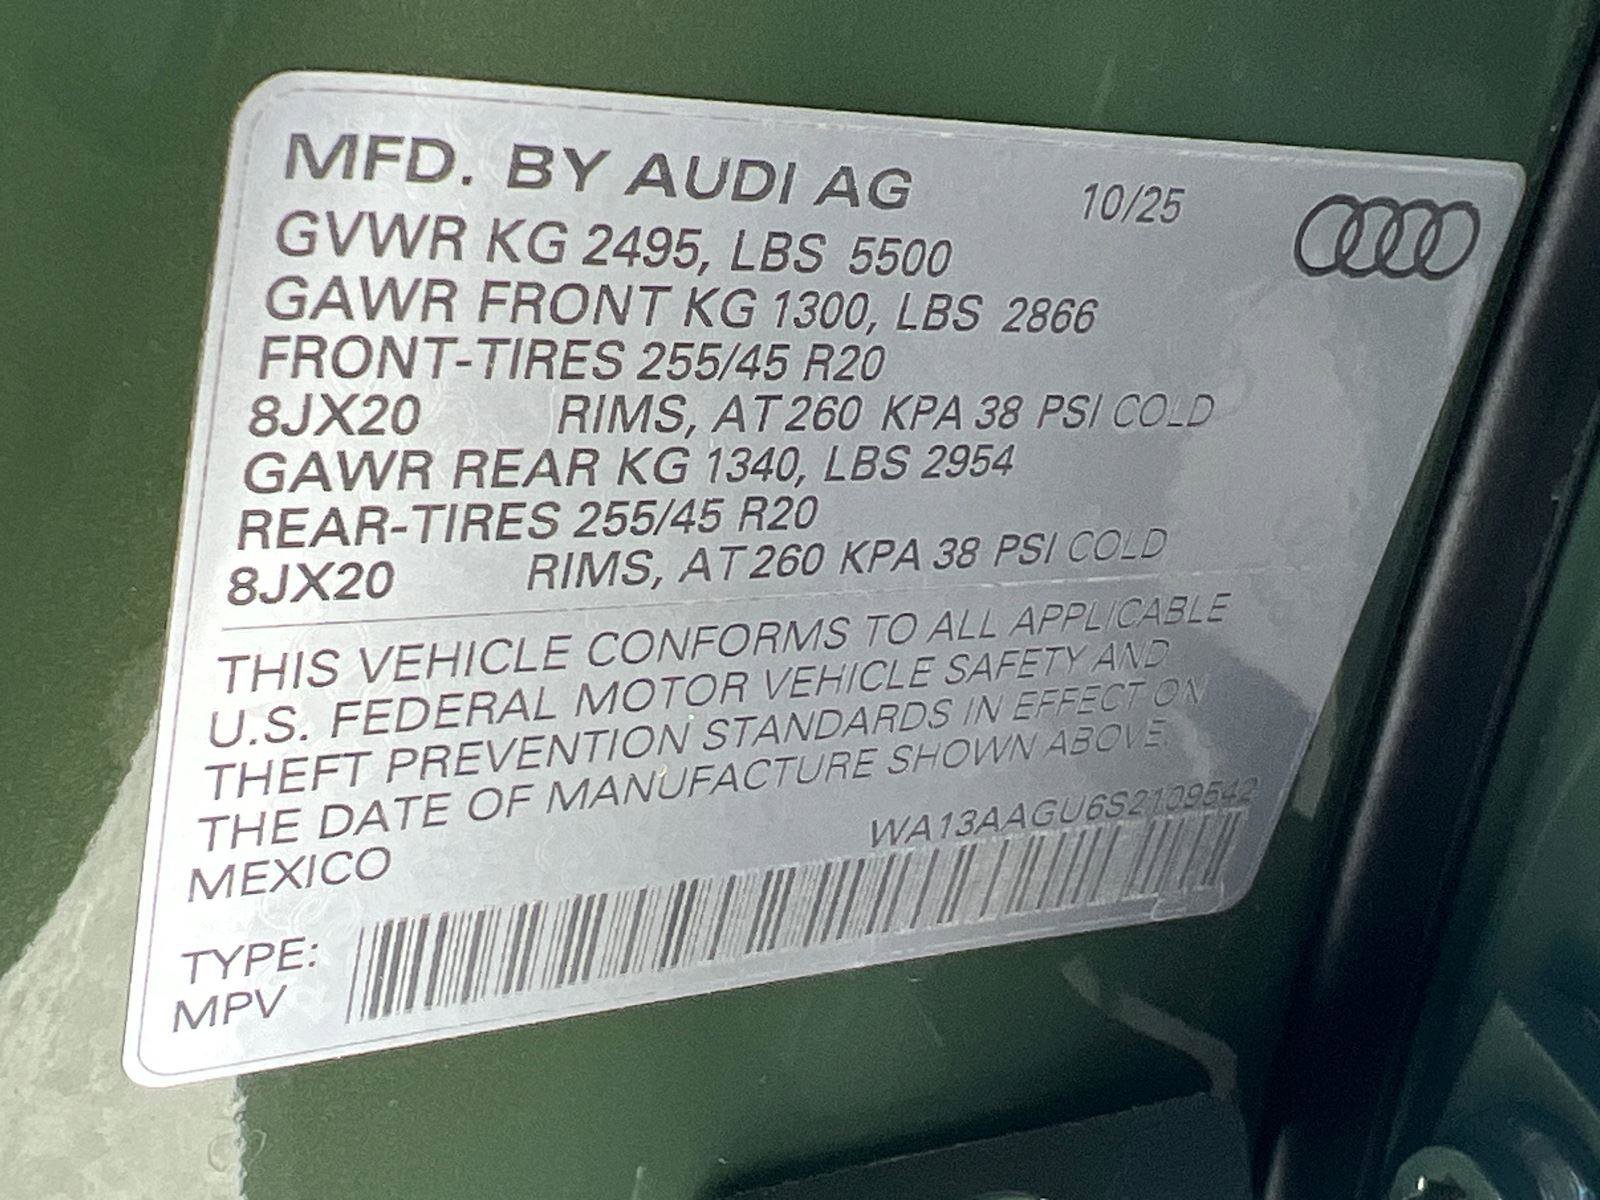 MFD. BY AUDI AG 10/25
GVWR KG 2495, LBS 5500
GAWR FRONT KG 1300, LBS 2866
FRONT-TIRES 255/45 R20
8JX20 RIMS, AT 260 KPA 38 PSI COLD
GAWR REAR KG 1340, LBS 2954
REAR-TIRES 255/45 R20
8JX20 RIMS, AT 260 KPA 38 PSI COLD
THIS VEHICLE CONFORMS TO ALL APPLICABLE
U.S. FEDERAL MOTOR VEHICLE SAFETY AND
THEFT PREVENTION STANDARDS IN EFFECT ON
THE DATE OF MANUFACTURE SHOWN ABOVE.
MEXICO WA13AAGU6S2109542
TYPE:
MPV